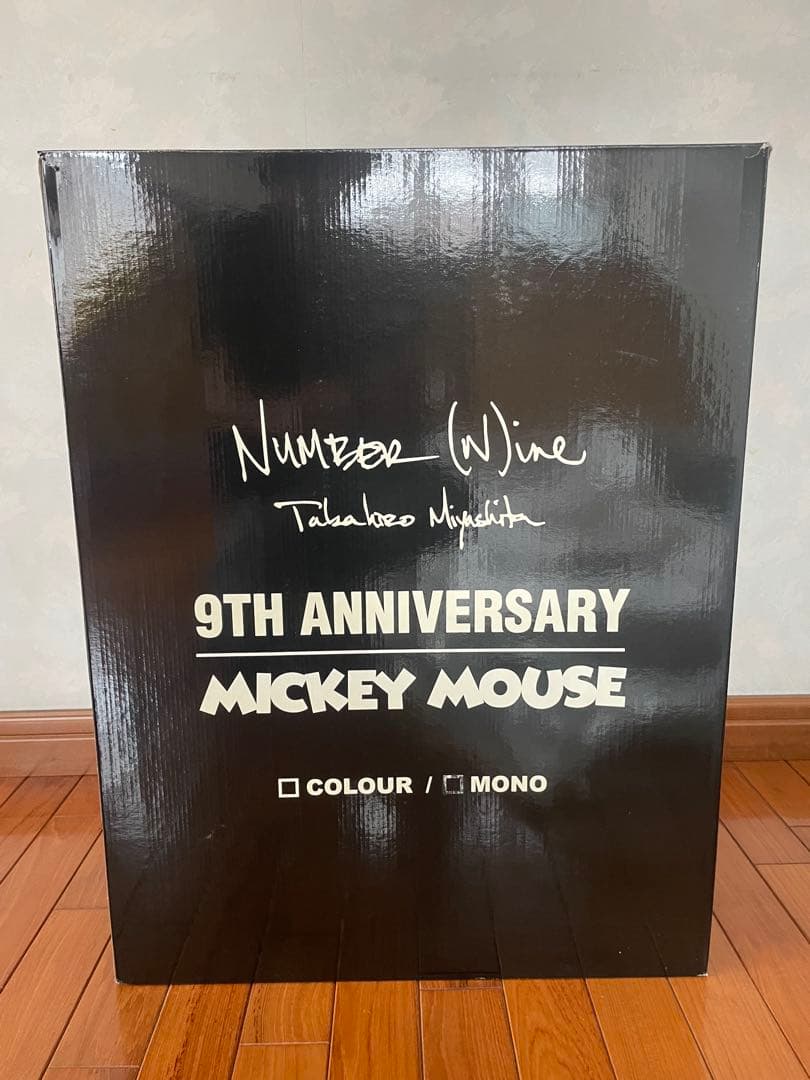 NUMBER (N)ine
Takahiro Miyashita
9TH ANNIVERSARY
MICKEY MOUSE
☐ COLOUR / ☐ MONO